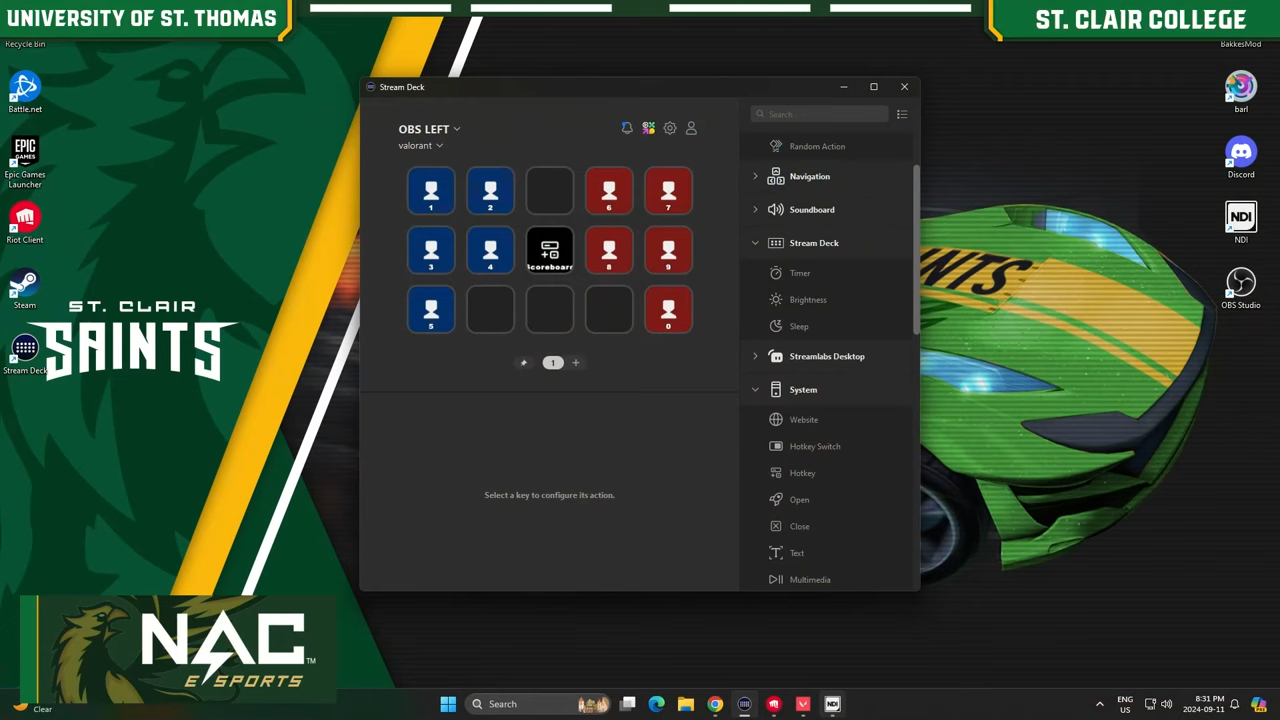 UNIVERSITY OF ST. THOMAS
ST. CLAIR COLLEGE
Recycle Bin
Battle.net
Epic Games
Launcher
Riot Client
Steam
Stream Deck
ST. CLAIR
SAINTS
Stream Deck
OBS LEFT
valorant
1
2
6
7
3
4
Scoreboard
8
9
5
0
1
Select a key to configure its action.
Search
Random Action
Navigation
Soundboard
Stream Deck
Timer
Brightness
Sleep
Streamlabs Desktop
System
Website
Hotkey Switch
Hotkey
Open
Close
Text
Multimedia
BakkesMod
barl
Discord
NDI
NDI
OBS Studio
NAC™
ESPORTS
Clear
Search
NDI
ENG
US
8:31 PM
2024-09-11